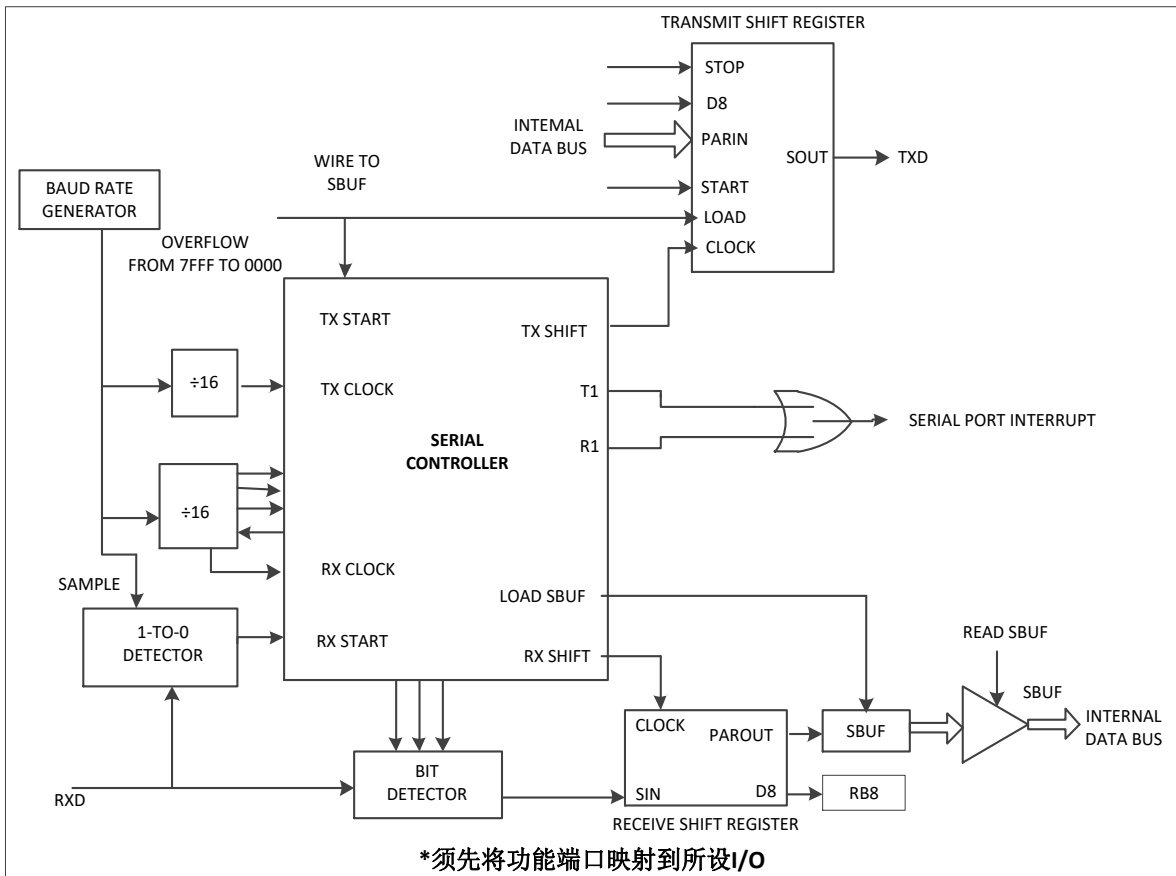 TRANSMIT SHIFT REGISTER
STOP
D8
INTEMAL
DATA BUS
PARIN
SOUT
TXD
WIRE TO
SBUF
START
BAUD RATE
GENERATOR
LOAD
OVERFLOW
FROM 7FFF TO 0000
CLOCK
TX START
TX SHIFT
÷16
TX CLOCK
T1
SERIAL PORT INTERRUPT
SERIAL
CONTROLLER
R1
÷16
RX CLOCK
SAMPLE
LOAD SBUF
1-TO-0
DETECTOR
RX START
READ SBUF
RX SHIFT
SBUF
CLOCK
PAROUT
SBUF
INTERNAL
DATA BUS
BIT
DETECTOR
RXD
SIN
D8
RB8
RECEIVE SHIFT REGISTER
*须先将功能端口映射到所设I/O